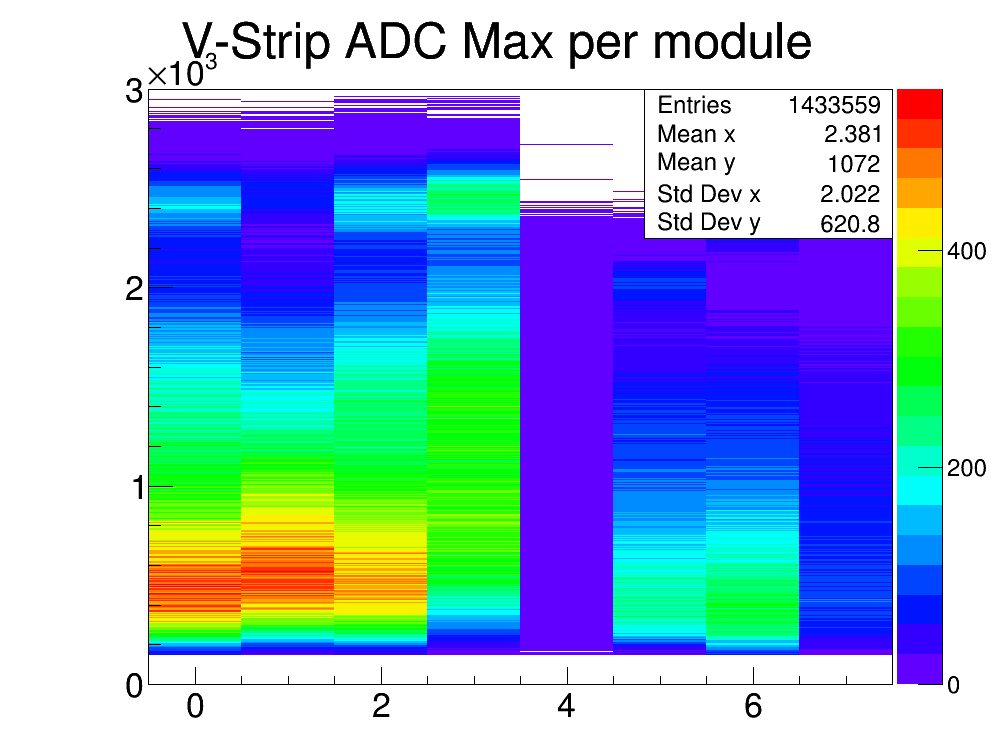 V-Strip ADC Max per module
×10³
3
2
1
0
0 2 4 6
Entries 1433559
Mean x 2.381
Mean y 1072
Std Dev x 2.022
Std Dev y 620.8
400
200
0